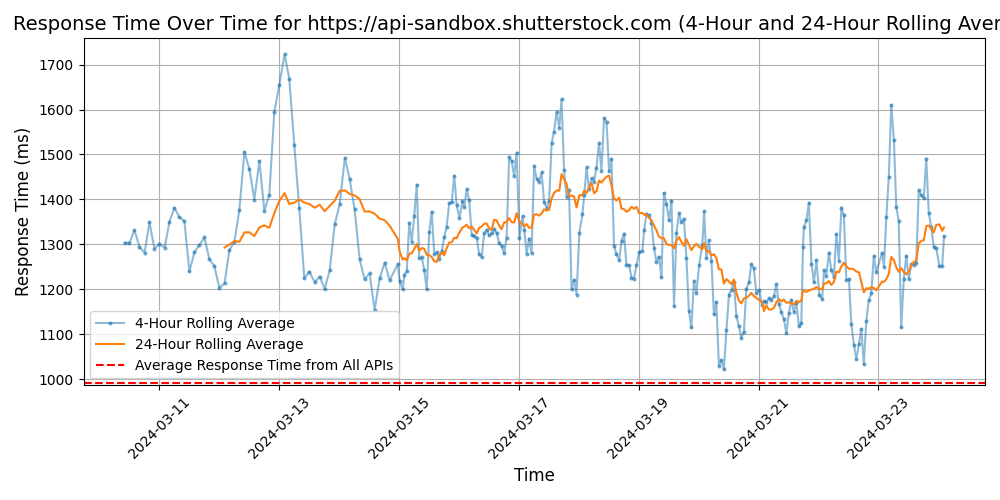 Response Time Over Time for https://api-sandbox.shutterstock.com (4-Hour and 24-Hour Rolling Aver
Response Time (ms)
1700
1600
1500
1400
1300
1200
1100
1000
4-Hour Rolling Average
24-Hour Rolling Average
Average Response Time from All APIs
2024-03-11
2024-03-13
2024-03-15
2024-03-17
2024-03-19
2024-03-21
2024-03-23
Time